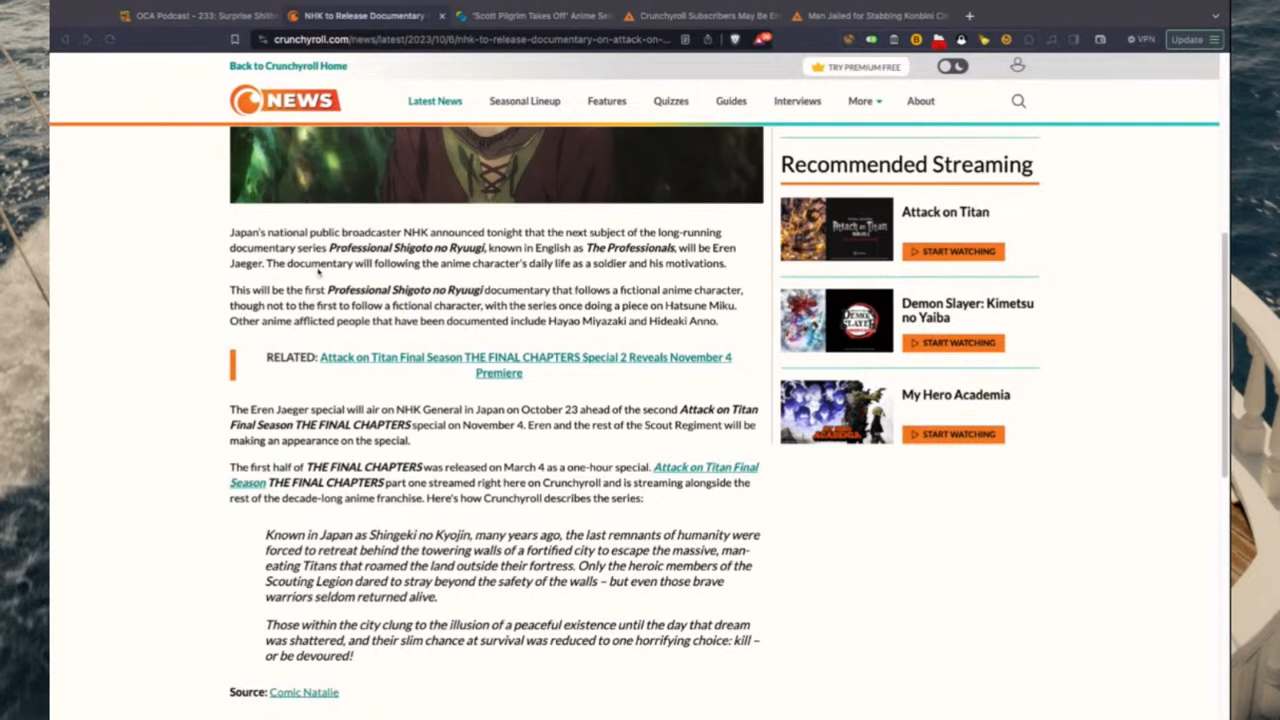 OCA Podcast - 233: Surprise Shitb
NHK to Release Documentary
"Scott Pilgrim Takes Off" Anime Se
Crunchyroll Subscribers May Be En
Man Jailed for Stabbing Konbini Cl
crunchyroll.com/news/latest/2023/10/6/nhk-to-release-documentary-on-attack-on-...
VPN
Update
Back to Crunchyroll Home
TRY PREMIUM FREE
NEWS
Latest News
Seasonal Lineup
Features
Quizzes
Guides
Interviews
More
About
Japan's national public broadcaster NHK announced tonight that the next subject of the long-running
documentary series Professional Shigoto no Ryuugi, known in English as The Professionals, will be Eren
Jaeger. The documentary will following the anime character's daily life as a soldier and his motivations.
This will be the first Professional Shigoto no Ryuugi documentary that follows a fictional anime character,
though not to the first to follow a fictional character, with the series once doing a piece on Hatsune Miku.
Other anime afflicted people that have been documented include Hayao Miyazaki and Hideaki Anno.
RELATED: Attack on Titan Final Season THE FINAL CHAPTERS Special 2 Reveals November 4
Premiere
The Eren Jaeger special will air on NHK General in Japan on October 23 ahead of the second Attack on Titan
Final Season THE FINAL CHAPTERS special on November 4. Eren and the rest of the Scout Regiment will be
making an appearance on the special.
The first half of THE FINAL CHAPTERS was released on March 4 as a one-hour special. Attack on Titan Final
Season THE FINAL CHAPTERS part one streamed right here on Crunchyroll and is streaming alongside the
rest of the decade-long anime franchise. Here's how Crunchyroll describes the series:
Known in Japan as Shingeki no Kyojin, many years ago, the last remnants of humanity were
forced to retreat behind the towering walls of a fortified city to escape the massive, man-
eating Titans that roamed the land outside their fortress. Only the heroic members of the
Scouting Legion dared to stray beyond the safety of the walls – but even those brave
warriors seldom returned alive.
Those within the city clung to the illusion of a peaceful existence until the day that dream
was shattered, and their slim chance at survival was reduced to one horrifying choice: kill –
or be devoured!
Source: Comic Natalie
Recommended Streaming
Attack on Titan
Attack on Titan
START WATCHING
DEMON SLAYER
Demon Slayer: Kimetsu
no Yaiba
START WATCHING
My Hero Academia
START WATCHING